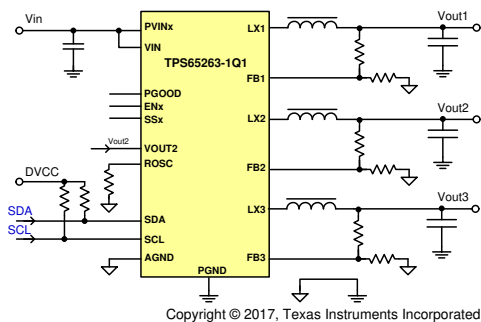 Vin
PVINx
VIN
TPS65263-1Q1
PGOOD
ENx
SSx
Vout2
VOUT2
ROSC
DVCC
SDA
SCL
SDA
SCL
AGND
PGND
LX1
Vout1
FB1
LX2
Vout2
FB2
LX3
Vout3
FB3
Copyright © 2017, Texas Instruments Incorporated